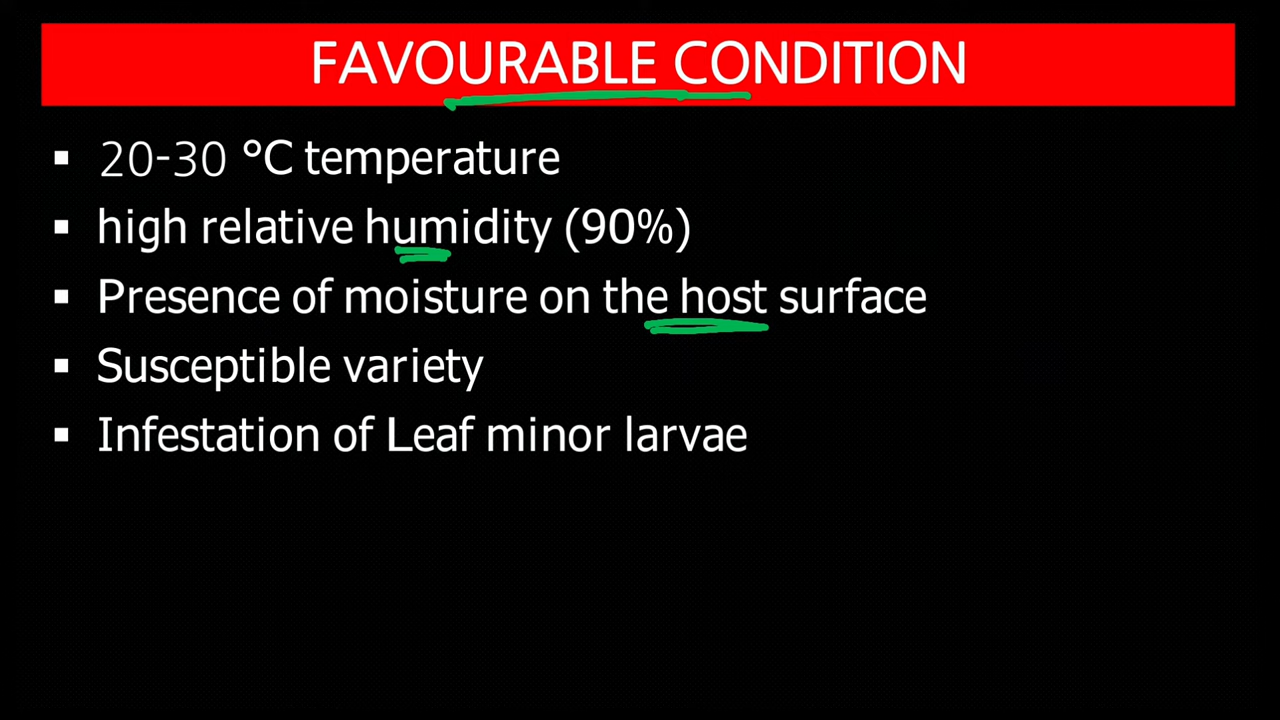 FAVOURABLE CONDITION
▪ 20-30 °C temperature
▪ high relative humidity (90%)
▪ Presence of moisture on the host surface
▪ Susceptible variety
▪ Infestation of Leaf minor larvae